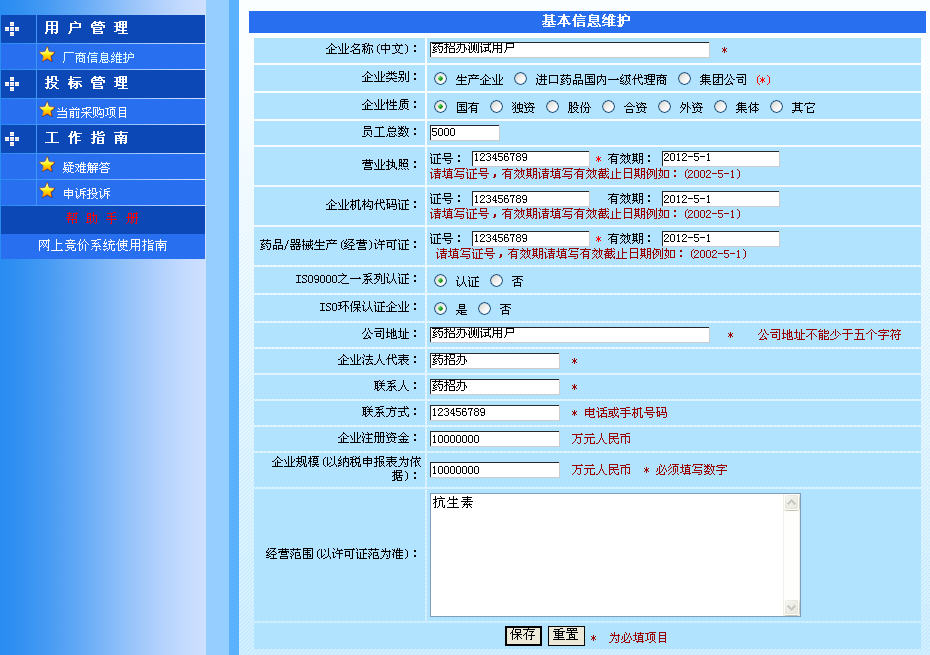 用户管理
厂商信息维护
投标管理
当前采购项目
工作指南
疑难解答
申诉投诉
帮助手册
网上竞价系统使用指南
基本信息维护
企业名称(中文): 药招办测试用户 *
企业类别: 生产企业 进口药品国内一级代理商 集团公司 (*)
企业性质: 国有 独资 股份 合资 外资 集体 其它
员工总数: 5000
营业执照: 证号: 123456789 * 有效期: 2012-5-1
请填写证号,有效期请填写有效截止日期例如:(2002-5-1)
企业机构代码证: 证号: 123456789 有效期: 2012-5-1
请填写证号,有效期请填写有效截止日期例如:(2002-5-1)
药品/器械生产(经营)许可证: 证号: 123456789 * 有效期: 2012-5-1
请填写证号,有效期请填写有效截止日期例如:(2002-5-1)
ISO9000之一系列认证: 认证 否
ISO环保认证企业: 是 否
公司地址: 药招办测试用户 * 公司地址不能少于五个字符
企业法人代表: 药招办 *
联系人: 药招办 *
联系方式: 123456789 * 电话或手机号码
企业注册资金: 10000000 万元人民币
企业规模(以纳税申报表为依
据): 10000000 万元人民币 * 必须填写数字
经营范围(以许可证范为准): 抗生素
保存 重置 * 为必填项目